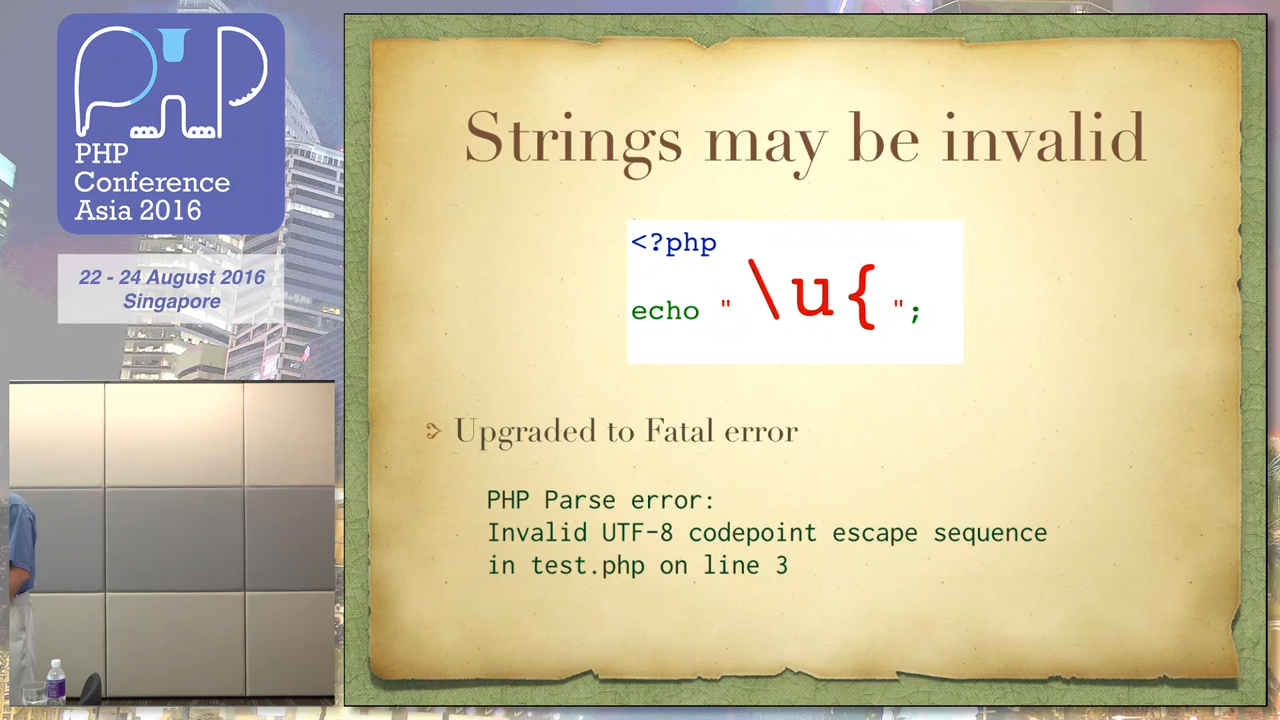 PHP
Conference
Asia 2016
22 - 24 August 2016
Singapore
Strings may be invalid
<?php
echo " \u{ ";
Upgraded to Fatal error
PHP Parse error:
Invalid UTF-8 codepoint escape sequence
in test.php on line 3